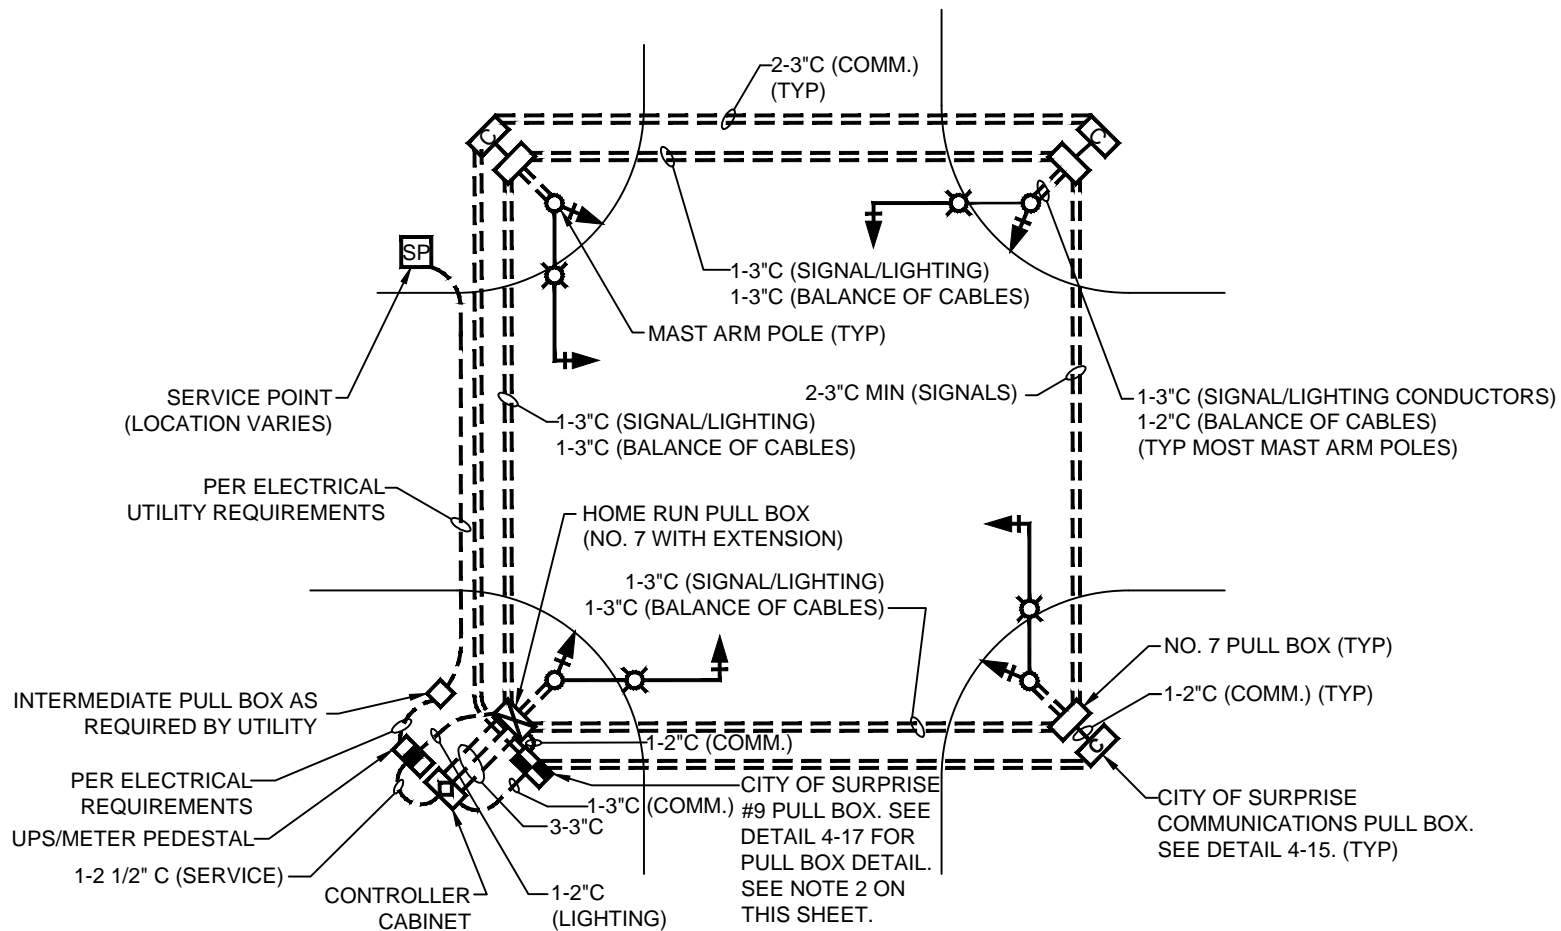 2-3"C (COMM.)
(TYP)
C
C
SP
1-3"C (SIGNAL/LIGHTING)
1-3"C (BALANCE OF CABLES)
MAST ARM POLE (TYP)
SERVICE POINT
(LOCATION VARIES)
2-3"C MIN (SIGNALS)
1-3"C (SIGNAL/LIGHTING CONDUCTORS)
1-2"C (BALANCE OF CABLES)
(TYP MOST MAST ARM POLES)
1-3"C (SIGNAL/LIGHTING)
1-3"C (BALANCE OF CABLES)
PER ELECTRICAL
UTILITY REQUIREMENTS
HOME RUN PULL BOX
(NO. 7 WITH EXTENSION)
1-3"C (SIGNAL/LIGHTING)
1-3"C (BALANCE OF CABLES)
NO. 7 PULL BOX (TYP)
1-2"C (COMM.) (TYP)
C
INTERMEDIATE PULL BOX AS
REQUIRED BY UTILITY
1-2"C (COMM.)
PER ELECTRICAL
REQUIREMENTS
UPS/METER PEDESTAL
1-2 1/2" C (SERVICE)
CONTROLLER
CABINET
1-2"C
(LIGHTING)
3-3"C
1-3"C (COMM.)
CITY OF SURPRISE
#9 PULL BOX. SEE
DETAIL 4-17 FOR
PULL BOX DETAIL.
SEE NOTE 2 ON
THIS SHEET.
CITY OF SURPRISE
COMMUNICATIONS PULL BOX.
SEE DETAIL 4-15. (TYP)